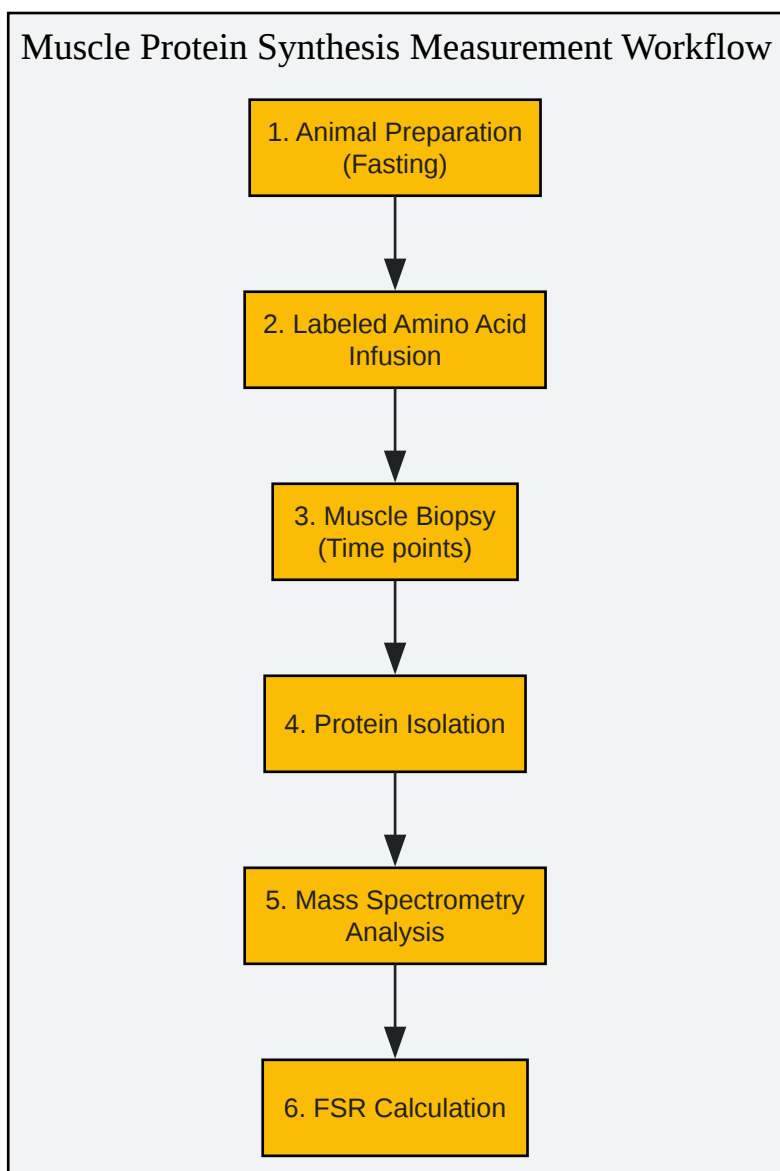 Muscle Protein Synthesis Measurement Workflow
1. Animal Preparation
(Fasting)
2. Labeled Amino Acid
Infusion
3. Muscle Biopsy
(Time points)
4. Protein Isolation
5. Mass Spectrometry
Analysis
6. FSR Calculation